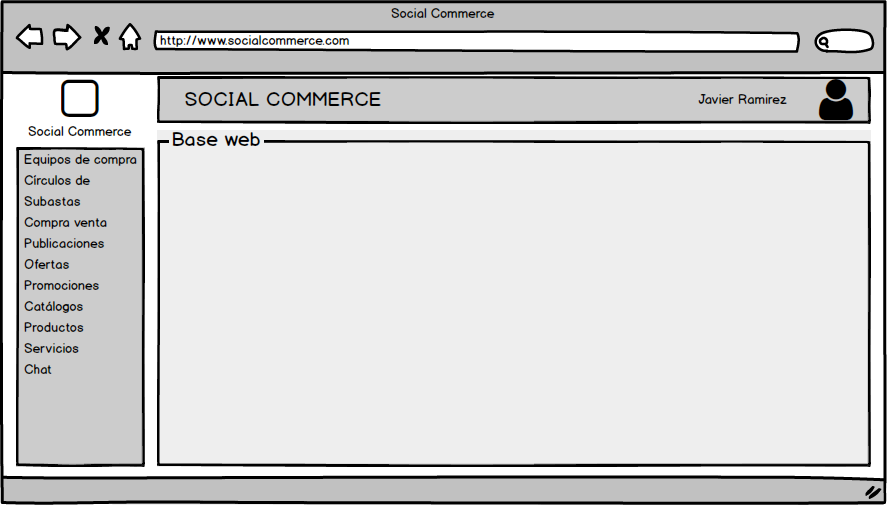 Social Commerce
http://www.socialcommerce.com
Social Commerce
SOCIAL COMMERCE
Javier Ramirez
Equipos de compra
Círculos de
Subastas
Compra venta
Publicaciones
Ofertas
Promociones
Catálogos
Productos
Servicios
Chat
Base web